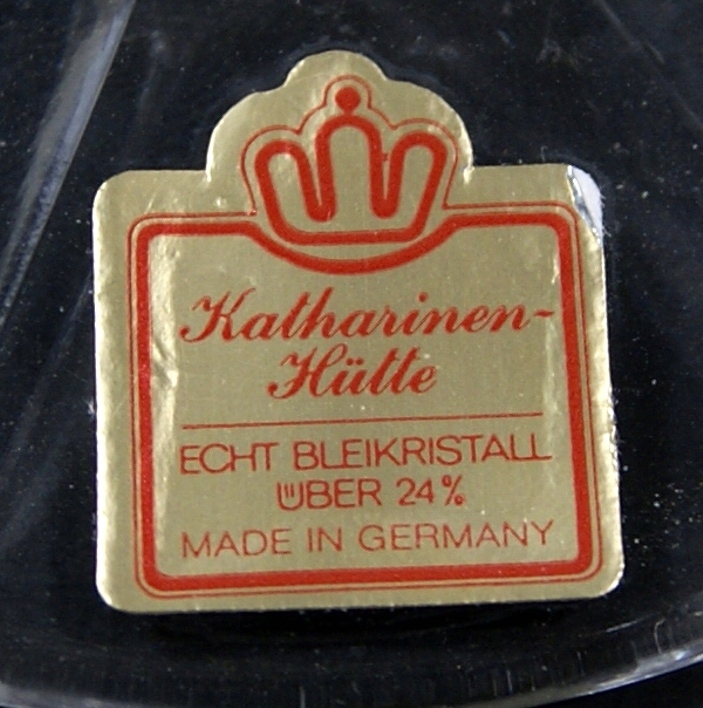 Katharinen-
Hütte
ECHT BLEIKRISTALL
ÜBER 24%
MADE IN GERMANY